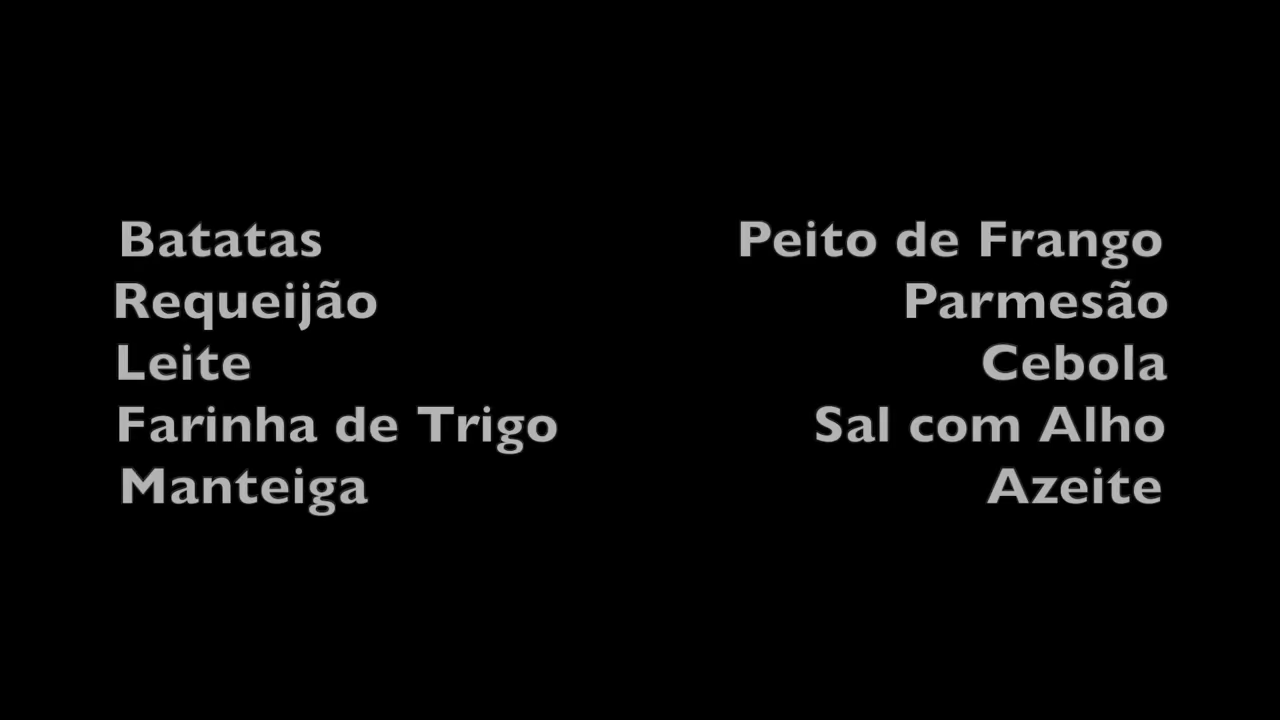 Batatas
Requeijão
Leite
Farinha de Trigo
Manteiga
Peito de Frango
Parmesão
Cebola
Sal com Alho
Azeite